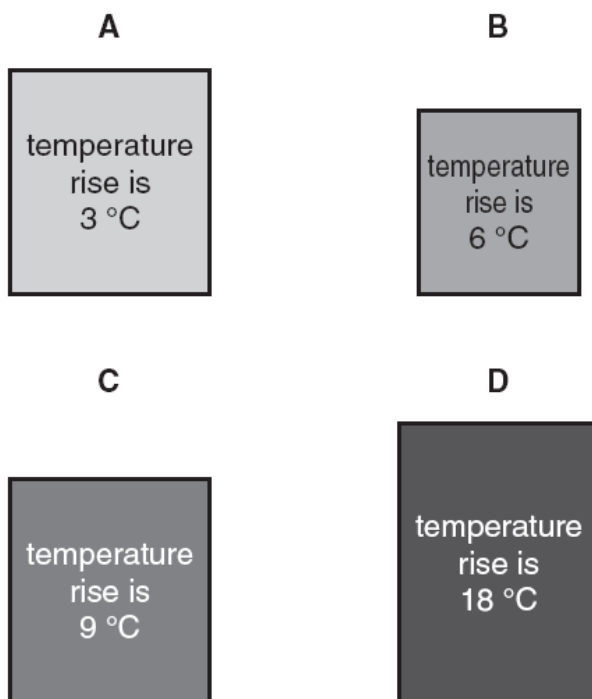 A
temperature
rise is
3 °C
B
temperature
rise is
6 °C
C
temperature
rise is
9 °C
D
temperature
rise is
18 °C